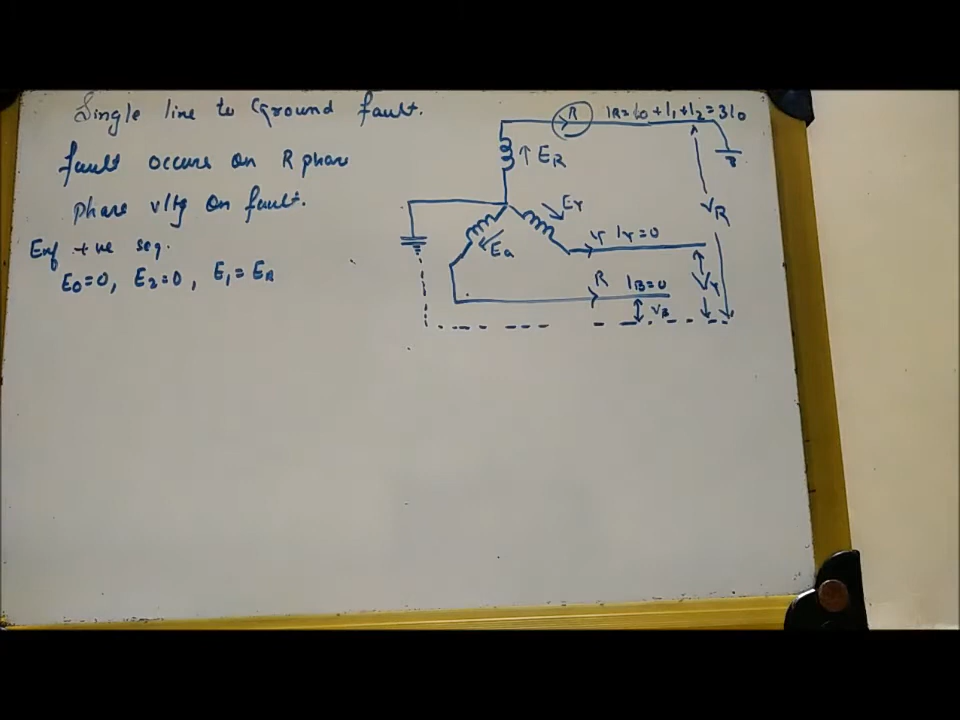 Single line to Ground fault.
fault occurs on R phase
phase vltg on fault.
Emf +ve seq.
E0=0, E2=0, E1=ER
R IR=I0+I1+I2=3I0
ER
VR
EY
Y IY=0
VY
R IB=0
VB